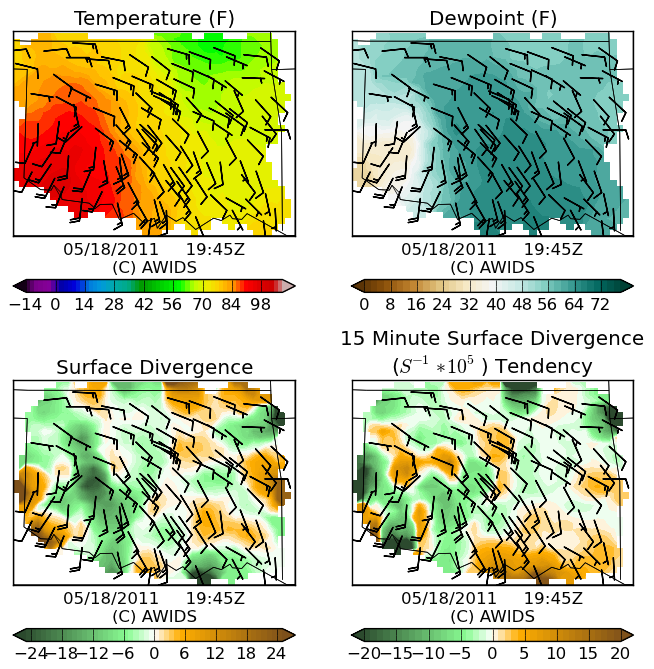 Temperature (F)
Dewpoint (F)
05/18/2011 19:45Z
(C) AWIDS
05/18/2011 19:45Z
(C) AWIDS
−14 0 14 28 42 56 70 84 98
0 8 16 24 32 40 48 56 64 72
Surface Divergence
15 Minute Surface Divergence
(S^{−1} ∗10^{5} ) Tendency
05/18/2011 19:45Z
(C) AWIDS
05/18/2011 19:45Z
(C) AWIDS
−24 −18 −12 −6 0 6 12 18 24
−20 −15 −10 −5 0 5 10 15 20